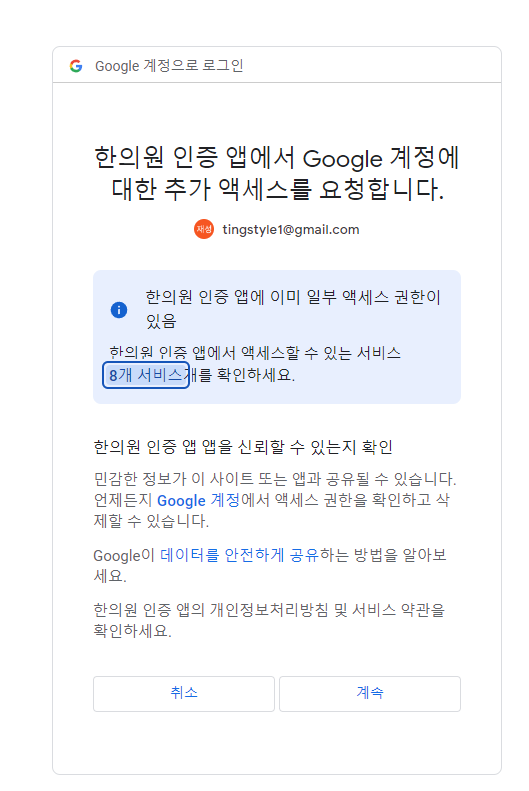 Google 계정으로 로그인
한의원 인증 앱에서 Google 계정에
대한 추가 액세스를 요청합니다.
재성 tingstyle1@gmail.com
한의원 인증 앱에 이미 일부 액세스 권한이
있음
한의원 인증 앱에서 액세스할 수 있는 서비스
8개 서비스개를 확인하세요.
한의원 인증 앱 앱을 신뢰할 수 있는지 확인
민감한 정보가 이 사이트 또는 앱과 공유될 수 있습니다.
언제든지 Google 계정에서 액세스 권한을 확인하고 삭
제할 수 있습니다.
Google이 데이터를 안전하게 공유하는 방법을 알아보
세요.
한의원 인증 앱의 개인정보처리방침 및 서비스 약관을
확인하세요.
취소 계속